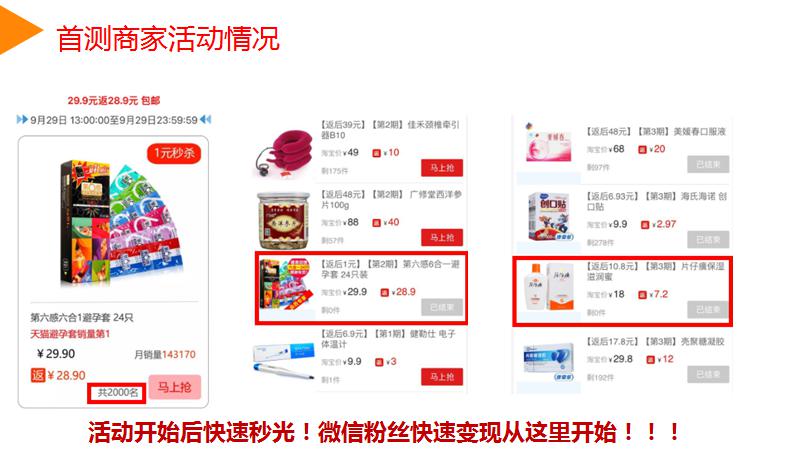 首测商家活动情况
29.9元返28.9元 包邮
9月29日 13:00:00至9月29日23:59:59
1元秒杀
第六感六合1避孕套 24只
天猫避孕套销量第1
￥29.90
月销量143170
返￥28.90
共2000名
马上抢
【返后39元】【第2期】佳禾颈椎牵引
器B10
淘宝价￥49 返￥10
剩175件
马上抢
【返后48元】【第2期】 广修堂西洋参
片100g
淘宝价￥88 返￥40
剩57件
马上抢
【返后1元】【第2期】第六感6合一避
孕套 24只装
淘宝价￥29.9 返￥28.9
剩0件
已结束
【返后6.9元】【第1期】健勒仕 电子
体温计
淘宝价￥9.9 返￥3
剩1件
马上抢
【返后48元】【第3期】美媛春口服液
淘宝价￥68 返￥20
剩97件
已结束
【返后6.93元】【第3期】海氏海诺 创
口贴
淘宝价￥9.9 返￥2.97
剩278件
已结束
创口贴
【返后10.8元】【第3期】片仔癀保湿
滋润蜜
淘宝价￥18 返￥7.2
剩0件
已结束
【返后17.8元】【第3期】壳聚糖凝胶
淘宝价￥29.8 返￥12
剩192件
已结束
活动开始后快速秒光！微信粉丝快速变现从这里开始！！！